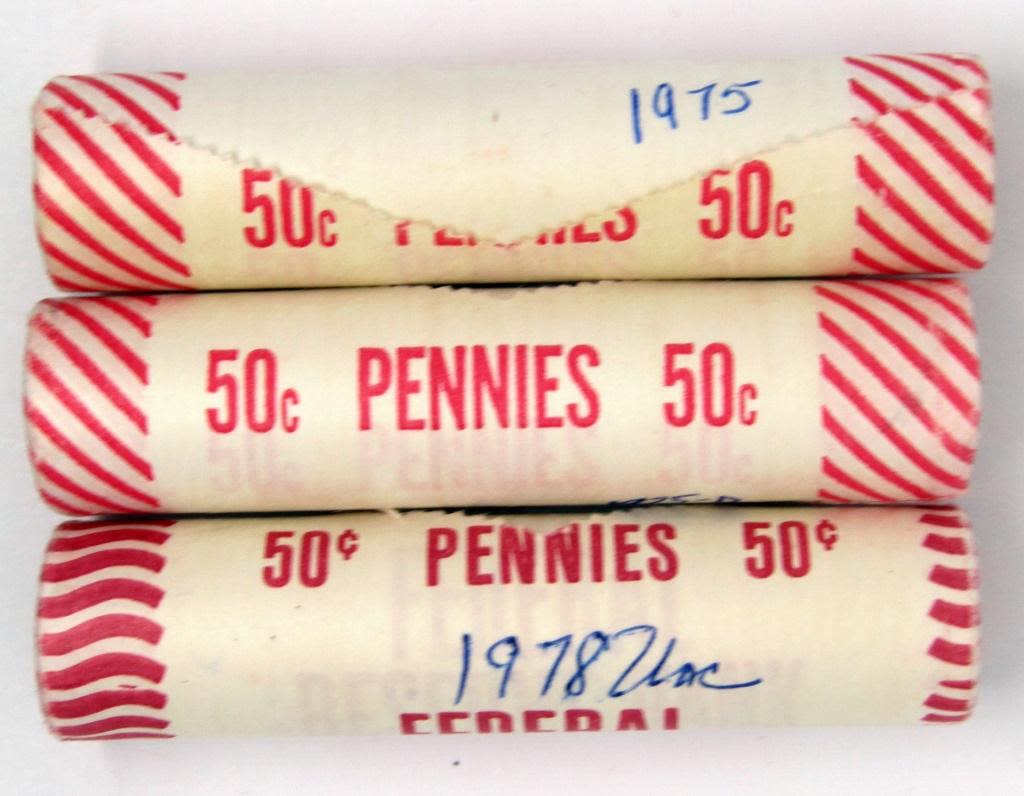 1975
50c PENNIES 50c
50c PENNIES 50c
50¢ PENNIES 50¢
1978 Unc
FEDERAL